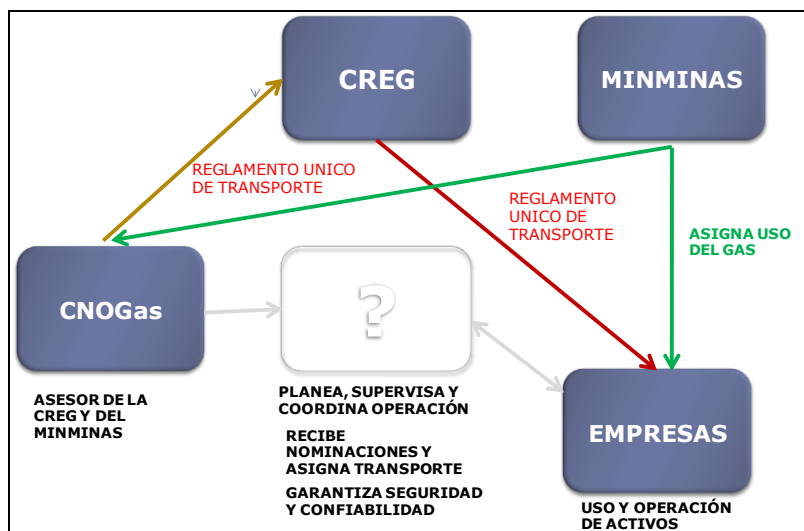 CREG
MINMINAS
REGLAMENTO UNICO
DE TRANSPORTE
REGLAMENTO
UNICO DE
TRANSPORTE
ASIGNA USO
DEL GAS
CNOGas
?
EMPRESAS
ASESOR DE LA
CREG Y DEL
MINMINAS
PLANEA, SUPERVISA Y
COORDINA OPERACIÓN
RECIBE
NOMINACIONES Y
ASIGNA TRANSPORTE
GARANTIZA SEGURIDAD
Y CONFIABILIDAD
USO Y OPERACIÓN
DE ACTIVOS